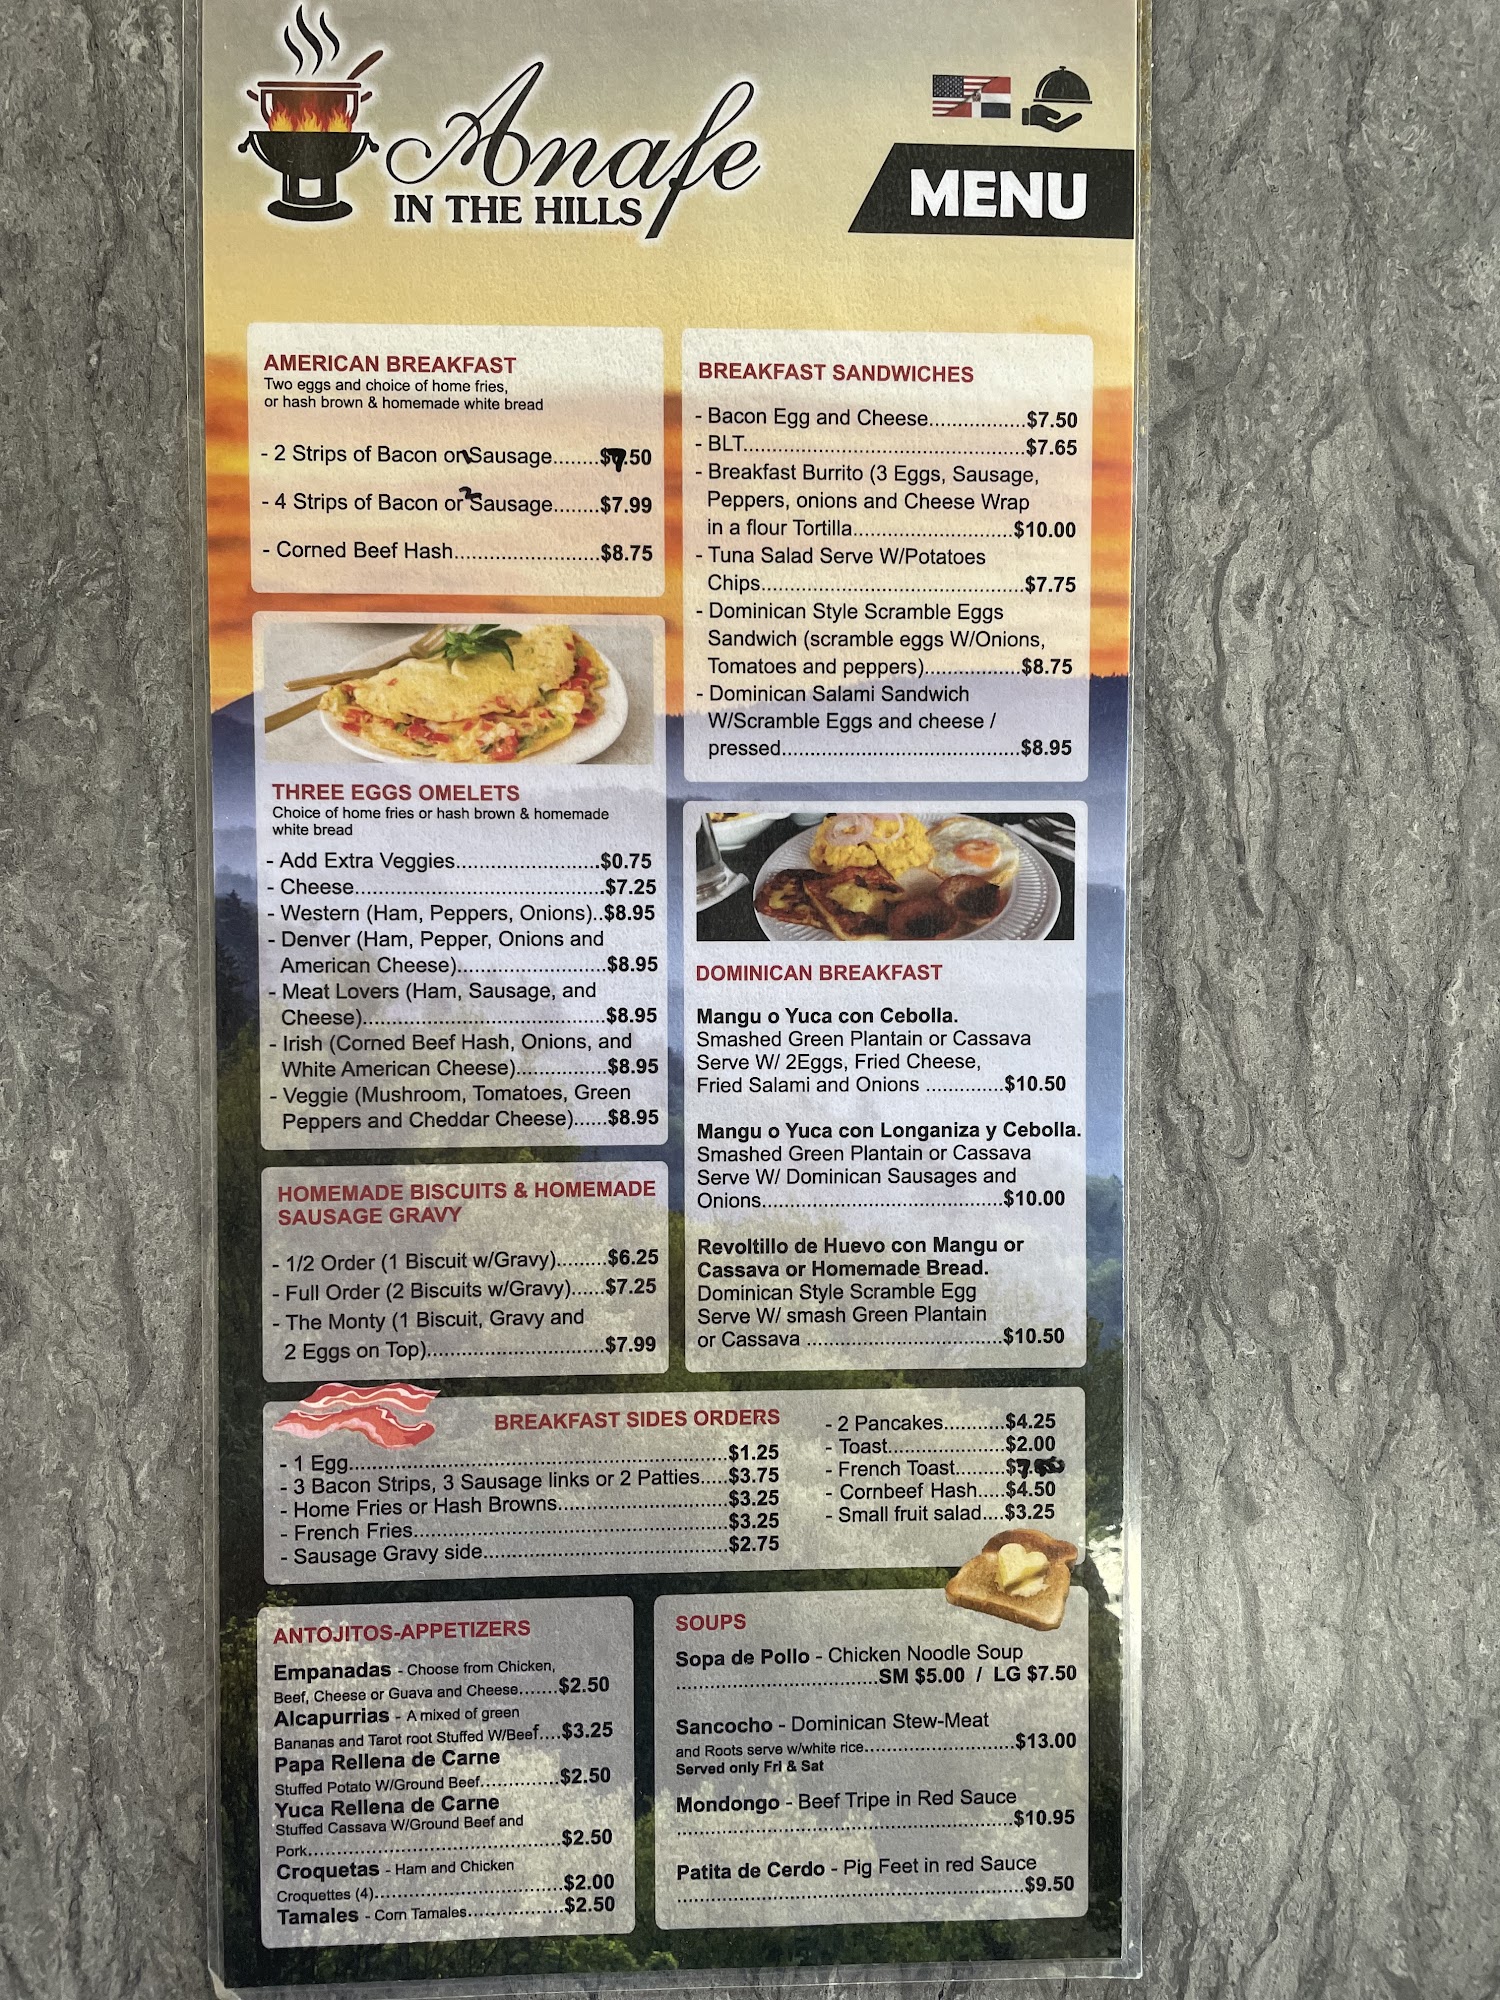 Anafe
IN THE HILLS
MENU
AMERICAN BREAKFAST
Two eggs and choice of home fries,
or hash brown & homemade white bread
- 2 Strips of Bacon or Sausage........$7.50
- 4 Strips of Bacon or 2 Sausage........$7.99
- Corned Beef Hash.........................$8.75
THREE EGGS OMELETS
Choice of home fries or hash brown & homemade
white bread
- Add Extra Veggies.........................$0.75
- Cheese...........................................$7.25
- Western (Ham, Peppers, Onions)..$8.95
- Denver (Ham, Pepper, Onions and
American Cheese)..........................$8.95
- Meat Lovers (Ham, Sausage, and
Cheese)..........................................$8.95
- Irish (Corned Beef Hash, Onions, and
White American Cheese)................$8.95
- Veggie (Mushroom, Tomatoes, Green
Peppers and Cheddar Cheese)......$8.95
HOMEMADE BISCUITS & HOMEMADE
SAUSAGE GRAVY
- 1/2 Order (1 Biscuit w/Gravy).........$6.25
- Full Order (2 Biscuits w/Gravy)......$7.25
- The Monty (1 Biscuit, Gravy and
2 Eggs on Top)...............................$7.99
BREAKFAST SANDWICHES
- Bacon Egg and Cheese.................$7.50
- BLT.................................................$7.65
- Breakfast Burrito (3 Eggs, Sausage,
Peppers, onions and Cheese Wrap
in a flour Tortilla............................$10.00
- Tuna Salad Serve W/Potatoes
Chips..............................................$7.75
- Dominican Style Scramble Eggs
Sandwich (scramble eggs W/Onions,
Tomatoes and peppers).................$8.75
- Dominican Salami Sandwich
W/Scramble Eggs and cheese /
pressed..........................................$8.95
DOMINICAN BREAKFAST
Mangu o Yuca con Cebolla.
Smashed Green Plantain or Cassava
Serve W/ 2Eggs, Fried Cheese,
Fried Salami and Onions ..............$10.50
Mangu o Yuca con Longaniza y Cebolla.
Smashed Green Plantain or Cassava
Serve W/ Dominican Sausages and
Onions...........................................$10.00
Revoltillo de Huevo con Mangu or
Cassava or Homemade Bread.
Dominican Style Scramble Egg
Serve W/ smash Green Plantain
or Cassava ...................................$10.50
BREAKFAST SIDES ORDERS
- 1 Egg..................................................................$1.25
- 3 Bacon Strips, 3 Sausage links or 2 Patties.....$3.75
- Home Fries or Hash Browns..............................$3.25
- French Fries.......................................................$3.25
- Sausage Gravy side...........................................$2.75
- 2 Pancakes...........$4.25
- Toast.....................$2.00
- French Toast.........$
- Cornbeef Hash.....$4.50
- Small fruit salad....$3.25
ANTOJITOS-APPETIZERS
Empanadas - Choose from Chicken,
Beef, Cheese or Guava and Cheese.......$2.50
Alcapurrias - A mixed of green
Bananas and Tarot root Stuffed W/Beef....$3.25
Papa Rellena de Carne
Stuffed Potato W/Ground Beef..............$2.50
Yuca Rellena de Carne
Stuffed Cassava W/Ground Beef and
Pork.............................................$2.50
Croquetas - Ham and Chicken
Croquettes (4)..................................$2.00
Tamales - Corn Tamales.................$2.50
SOUPS
Sopa de Pollo - Chicken Noodle Soup
....................................SM $5.00 / LG $7.50
Sancocho - Dominican Stew-Meat
and Roots serve w/white rice...........................$13.00
Served only Fri & Sat
Mondongo - Beef Tripe in Red Sauce
............................................................$10.95
Patita de Cerdo - Pig Feet in red Sauce
..............................................................$9.50